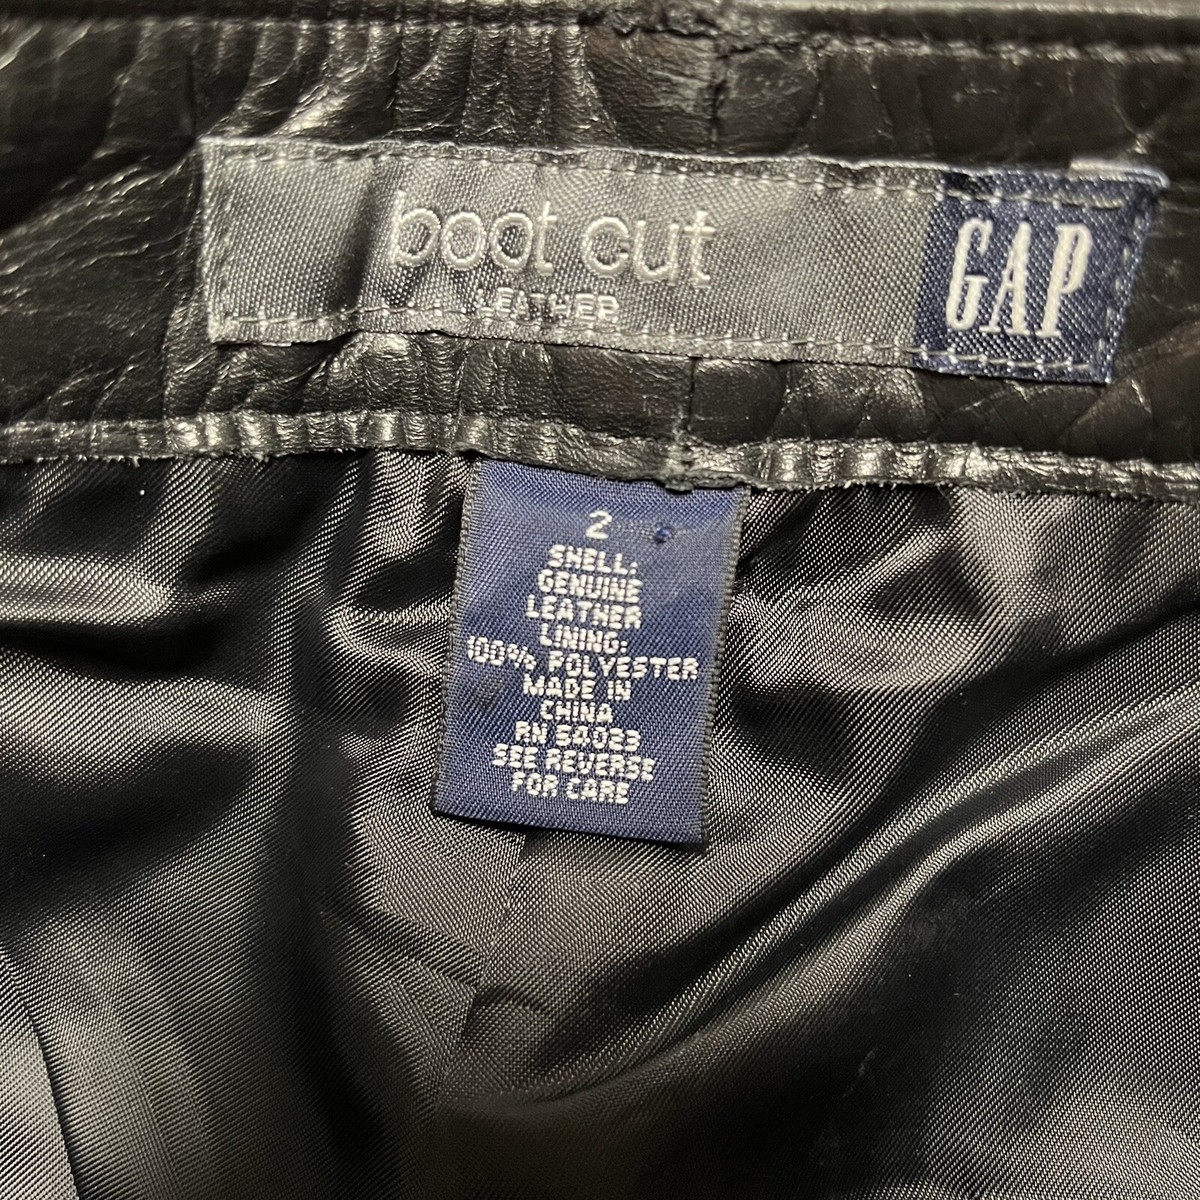 boot cut
LEATHER
GAP
2
SHELL:
GENUINE
LEATHER
LINING:
100% POLYESTER
MADE IN
CHINA
RN 54023
SEE REVERSE
FOR CARE